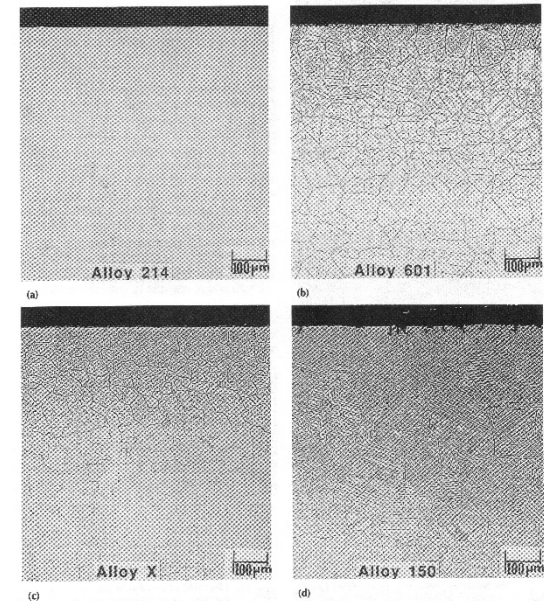 100μm
Alloy 214
(a)
100μm
Alloy 601
(b)
100μm
Alloy X
(c)
100μm
Alloy 150
(d)